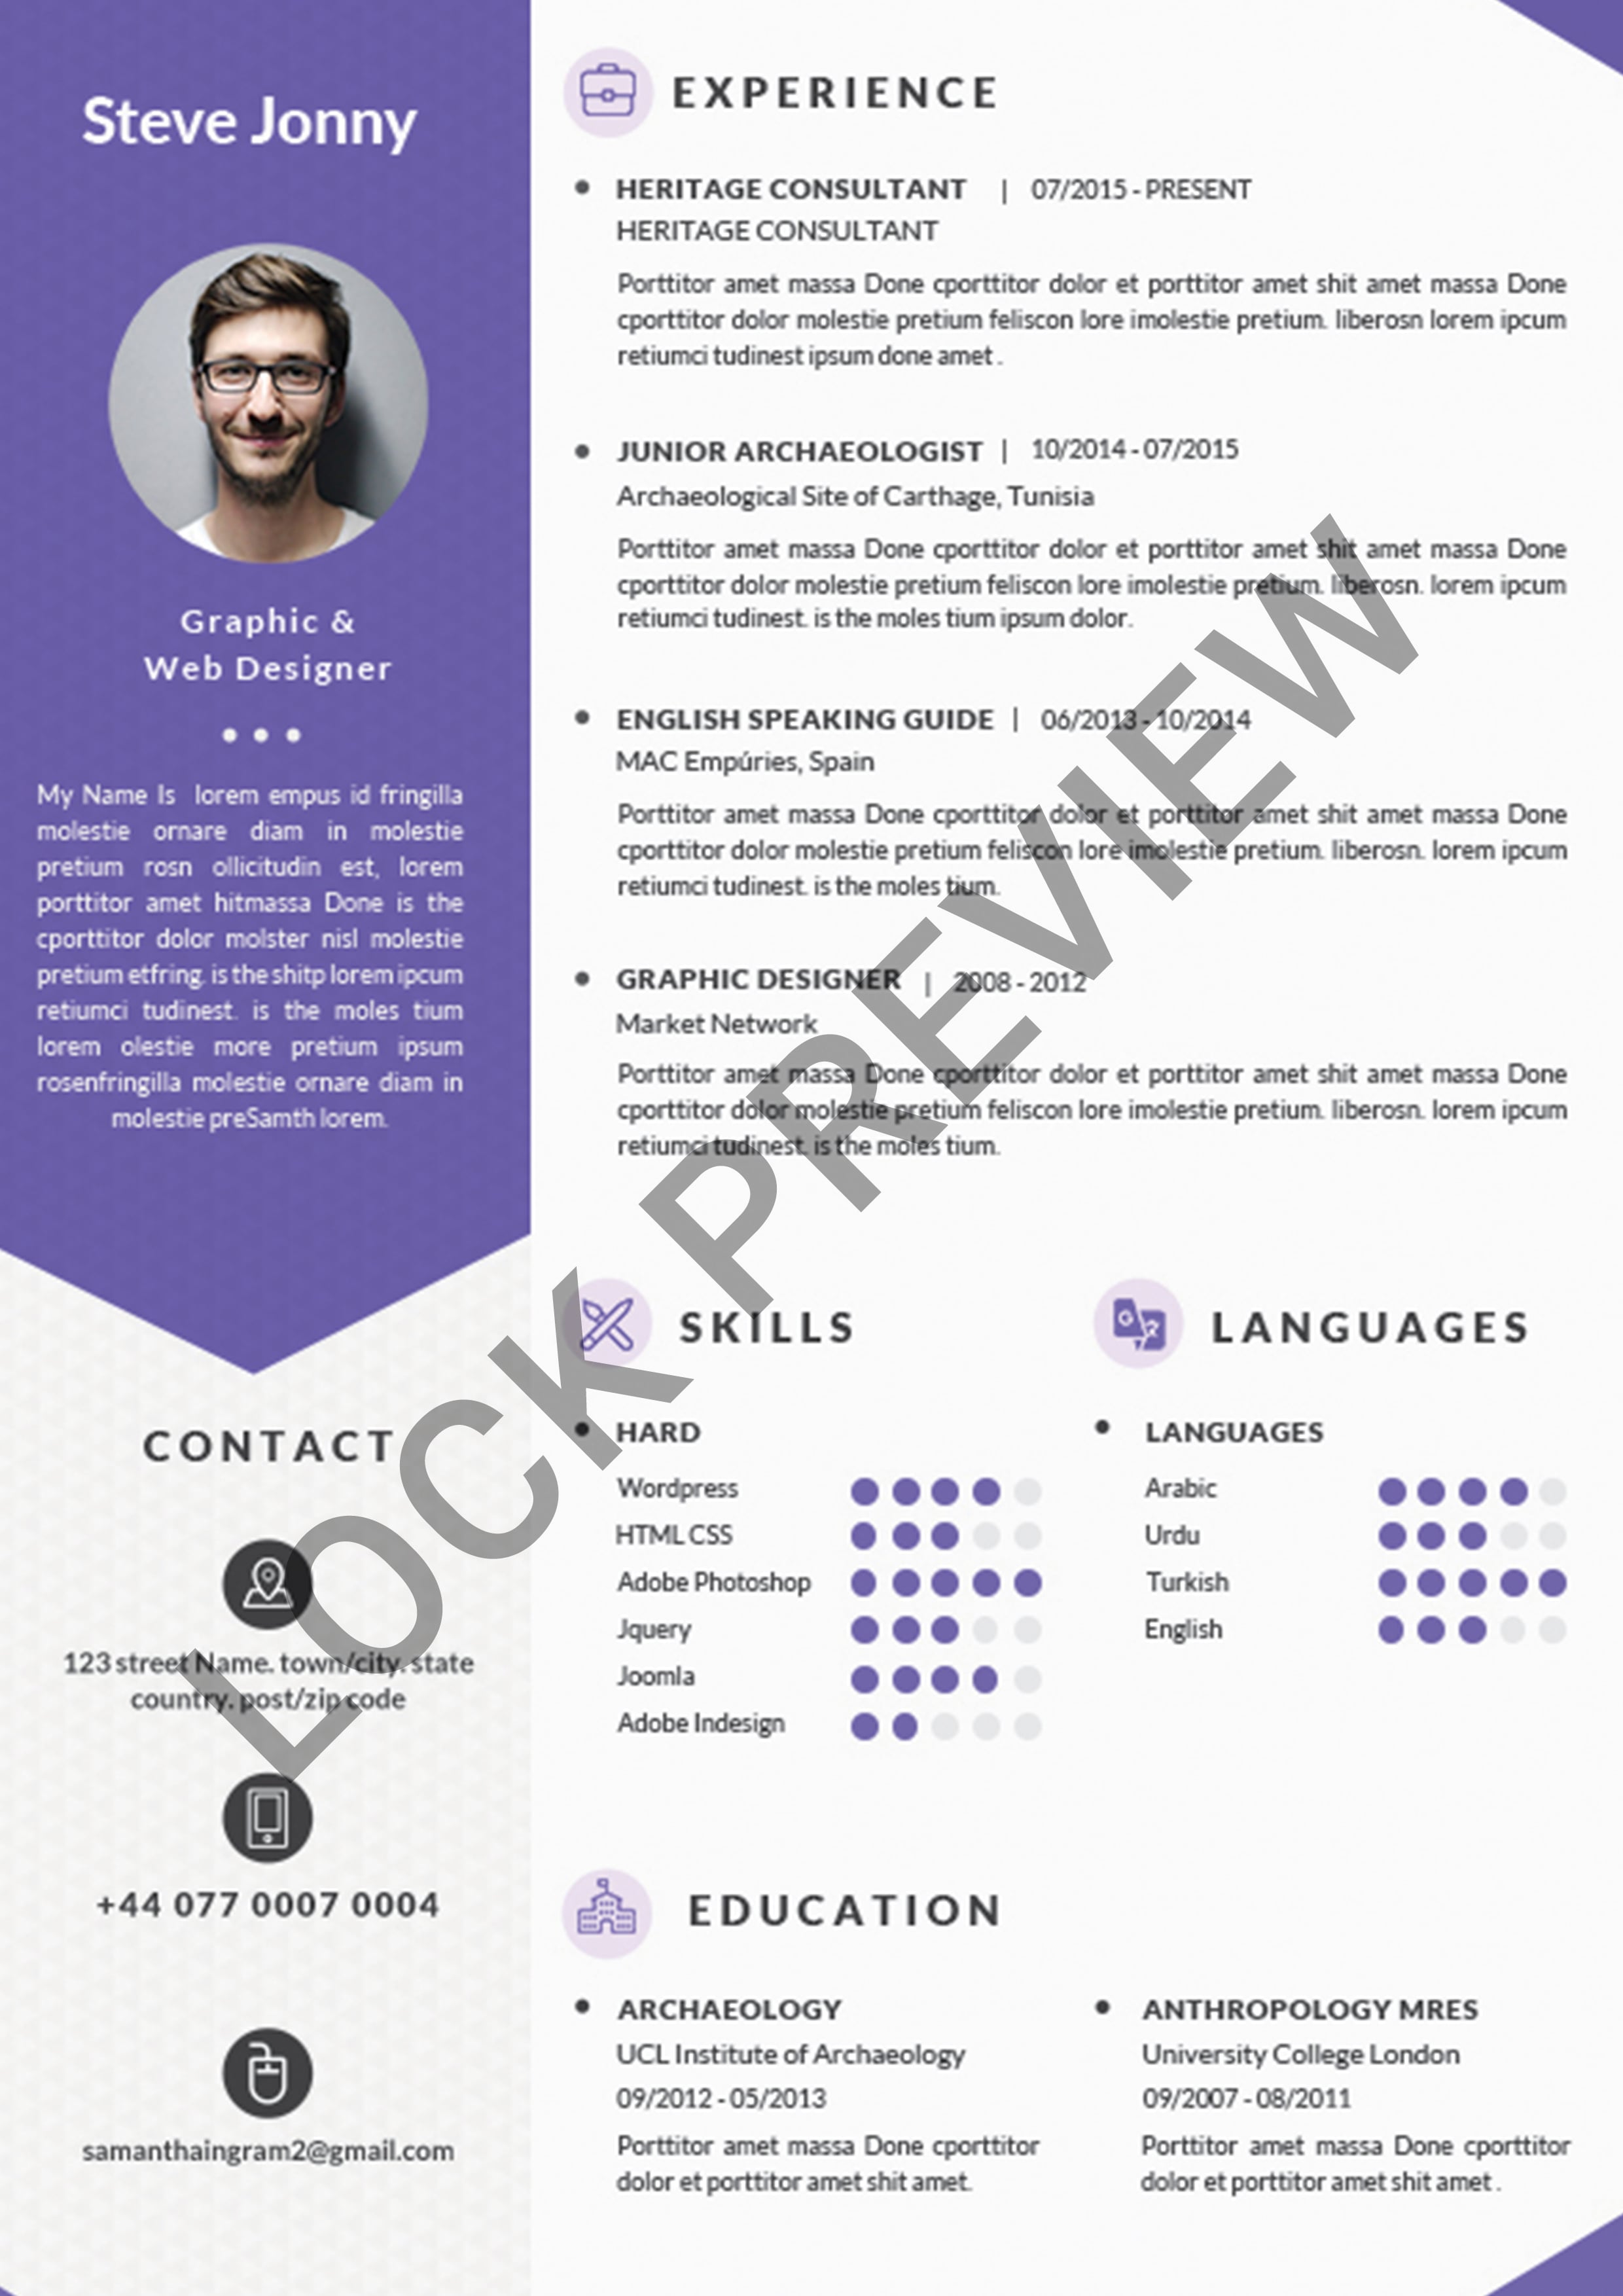 Steve Jonny
Graphic &
Web Designer
My Name Is lorem empus id fringilla
molestie ornare diam in molestie
pretium rosn ollicitudin est, lorem
porttitor amet hitmassa Done is the
cporttitor dolor molster nisl molestie
pretium etfring. is the shitp lorem ipcum
retiumci tudinest. is the moles tium
lorem olestie more pretium ipsum
rosenfringilla molestie ornare diam in
molestie preSamth lorem.
CONTACT
123 street Name. town/city. state
country. post/zip code
+44 077 0007 0004
samanthaingram2@gmail.com
EXPERIENCE
HERITAGE CONSULTANT | 07/2015 - PRESENT
HERITAGE CONSULTANT
Porttitor amet massa Done cporttitor dolor et porttitor amet shit amet massa Done
cporttitor dolor molestie pretium feliscon lore imolestie pretium. liberosn lorem ipcum
retiumci tudinest ipsum done amet .
JUNIOR ARCHAEOLOGIST | 10/2014 - 07/2015
Archaeological Site of Carthage, Tunisia
Porttitor amet massa Done cporttitor dolor et porttitor amet shit amet massa Done
cporttitor dolor molestie pretium feliscon lore imolestie pretium. liberosn. lorem ipcum
retiumci tudinest. is the moles tium ipsum dolor.
ENGLISH SPEAKING GUIDE | 06/2013 - 10/2014
MAC Empúries, Spain
Porttitor amet massa Done cporttitor dolor et porttitor amet shit amet massa Done
cporttitor dolor molestie pretium feliscon lore imolestie pretium. liberosn. lorem ipcum
retiumci tudinest. is the moles tium.
GRAPHIC DESIGNER | 2008 - 2012
Market Network
Porttitor amet massa Done cporttitor dolor et porttitor amet shit amet massa Done
cporttitor dolor molestie pretium feliscon lore imolestie pretium. liberosn. lorem ipcum
retiumci tudinest. is the moles tium.
SKILLS
HARD
Wordpress
HTML CSS
Adobe Photoshop
Jquery
Joomla
Adobe Indesign
LANGUAGES
LANGUAGES
Arabic
Urdu
Turkish
English
EDUCATION
ARCHAEOLOGY
UCL Institute of Archaeology
09/2012 - 05/2013
Porttitor amet massa Done cporttitor
dolor et porttitor amet shit amet.
ANTHROPOLOGY MRES
University College London
09/2007 - 08/2011
Porttitor amet massa Done cporttitor
dolor et porttitor amet shit amet .
LOCK PREVIEW